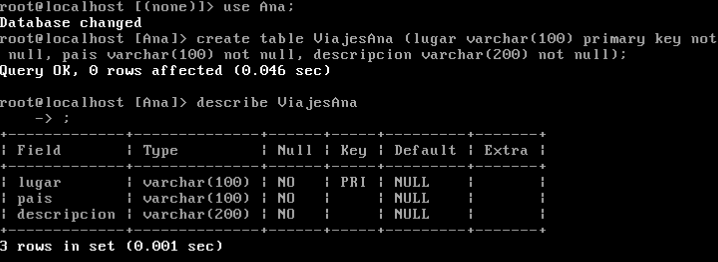 root@localhost [(none)]> use Ana;
Database changed
root@localhost [Ana]> create table ViajesAna (lugar varchar(100) primary key not
 null, pais varchar(100) not null, descripcion varchar(200) not null);
Query OK, 0 rows affected (0.046 sec)
root@localhost [Ana]> describe ViajesAna
    -> ;
+-------------+--------------+------+-----+---------+-------+
| Field       | Type         | Null | Key | Default | Extra |
+-------------+--------------+------+-----+---------+-------+
| lugar       | varchar(100) | NO   | PRI | NULL    |       |
| pais        | varchar(100) | NO   |     | NULL    |       |
| descripcion | varchar(200) | NO   |     | NULL    |       |
+-------------+--------------+------+-----+---------+-------+
3 rows in set (0.001 sec)